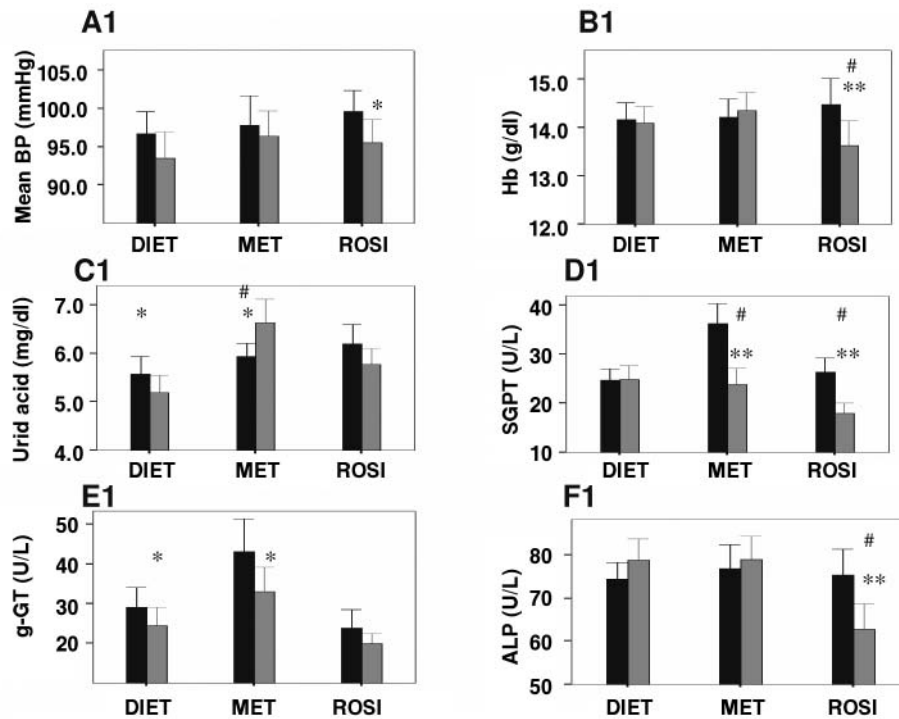 A1
Mean BP (mmHg)
105.0
100.0
95.0
90.0
*
DIET MET ROSI
B1
Hb (g/dl)
15.0
14.0
13.0
12.0
#
**
DIET MET ROSI
C1
Urid acid (mg/dl)
7.0
6.0
5.0
4.0
*
#
*
DIET MET ROSI
D1
SGPT (U/L)
40
30
20
10
#
**
#
**
DIET MET ROSI
E1
g-GT (U/L)
50
40
30
20
*
*
DIET MET ROSI
F1
ALP (U/L)
80
70
60
50
#
**
DIET MET ROSI